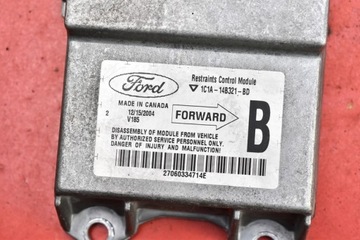 Ford
Restraints Control Module
1C1A-14B321-BD
MADE IN CANADA
2 12/15/2004
V185
FORWARD
B
DISASSEMBLY OF MODULE FROM VEHICLE
BY AUTHORIZED SERVICE PERSONNEL ONLY.
DANGER OF INJURY AND MALFUNCTION!
27060334714E